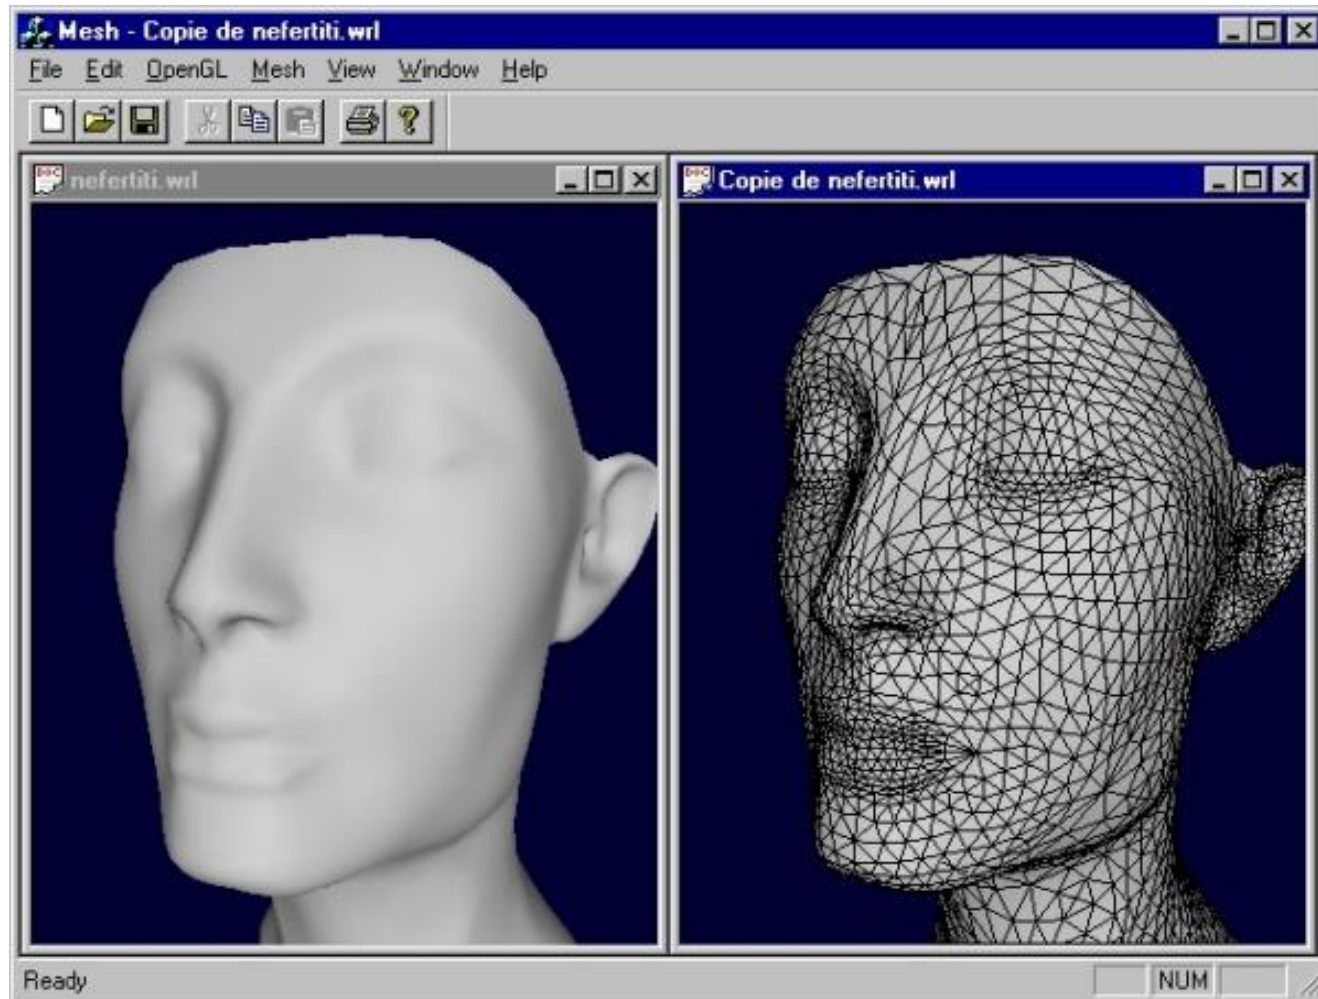 Mesh - Copie de nefertiti.wrl
File Edit OpenGL Mesh View Window Help
nefertiti.wrl
Copie de nefertiti.wrl
Ready NUM